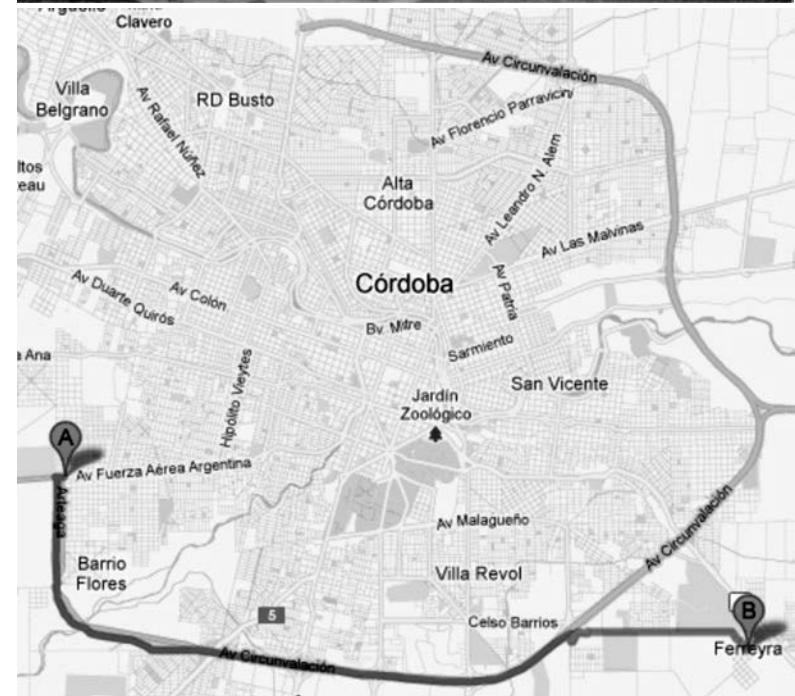 Clavero
Av Circunvalación
Villa
Belgrano
RD Busto
Av Rafael Núñez
Av Florencio Parravicini
Alta
Córdoba
Av Leandro N. Alem
Av Las Malvinas
Av Duarte Quirós
Av Colón
Córdoba
Av Patria
Bv. Mitre
Sarmiento
Ana
Hipólito Vieytes
San Vicente
Jardín
Zoológico
A
Av Fuerza Aérea Argentina
Arteaga
Av Malagueño
Av Circunvalación
Barrio
Flores
Villa Revol
5
Celso Barrios
B
Ferreyra
Av Circunvalación